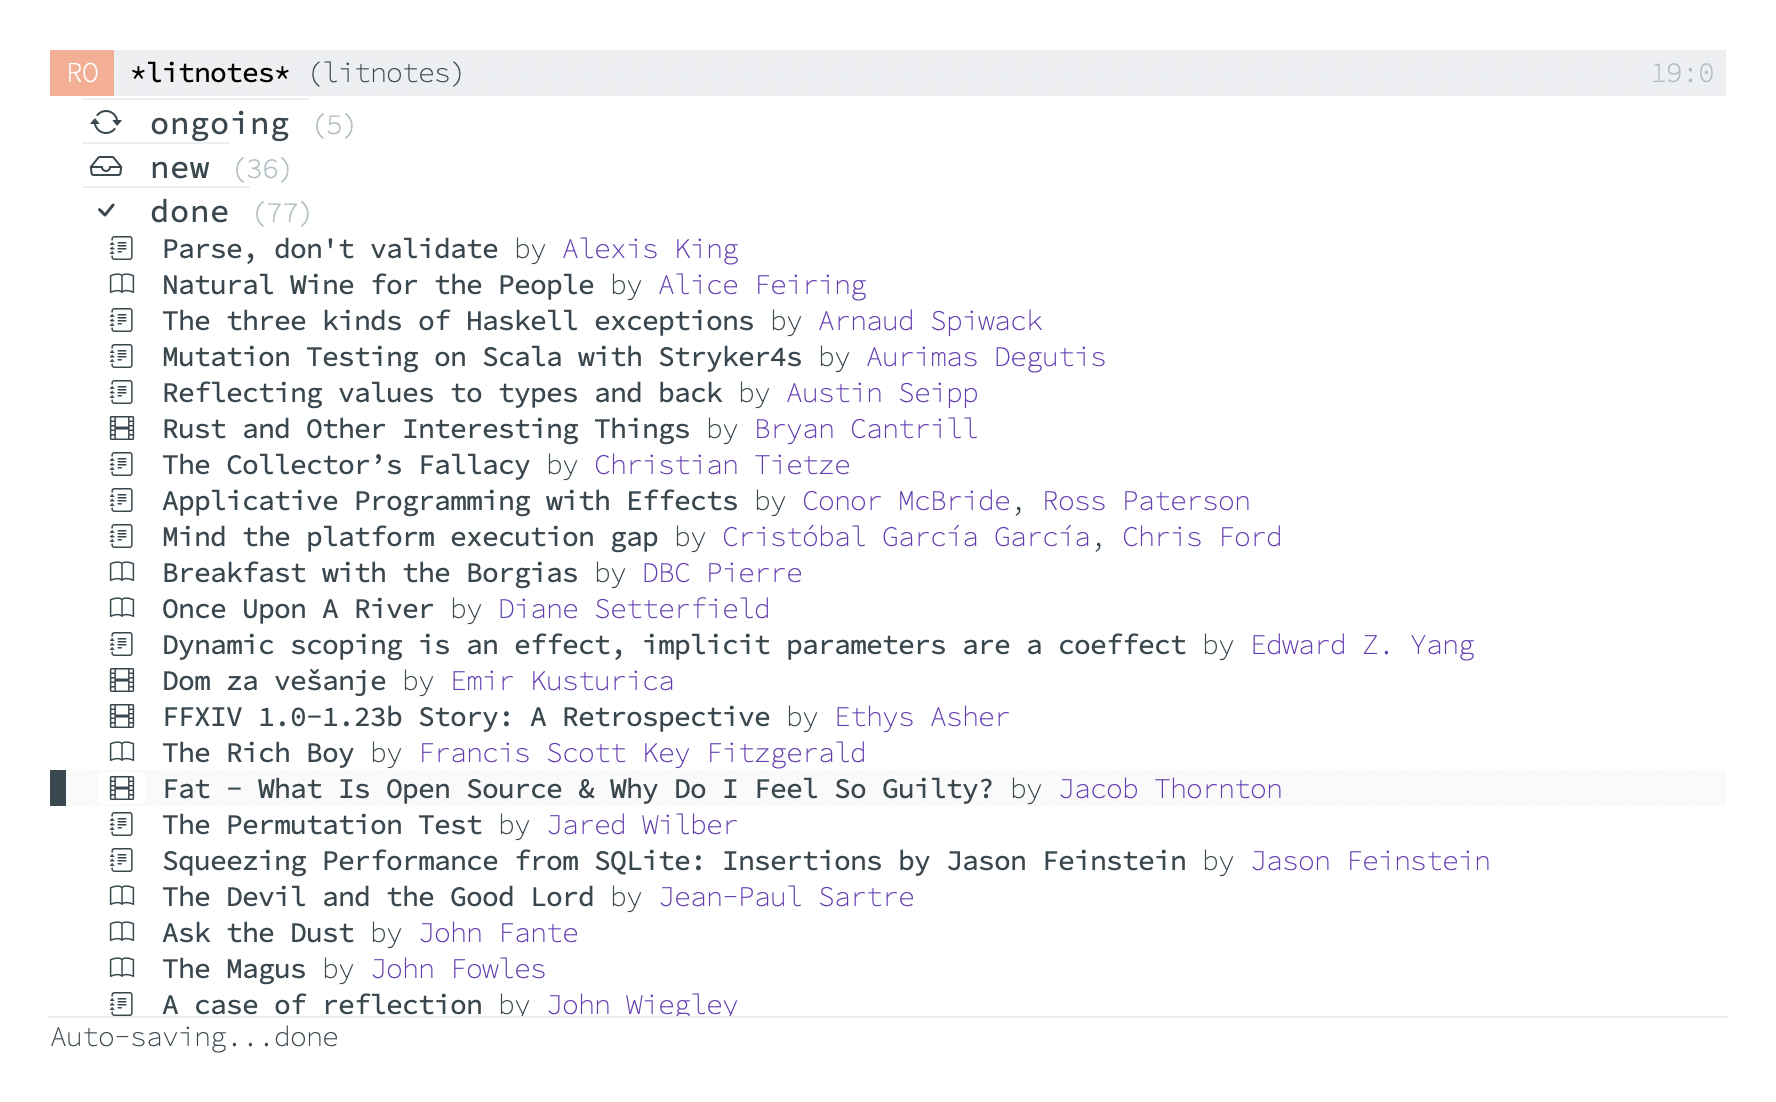 RO *litnotes* (litnotes) 19:0
ongoing (5)
new (36)
done (77)
Parse, don't validate by Alexis King
Natural Wine for the People by Alice Feiring
The three kinds of Haskell exceptions by Arnaud Spiwack
Mutation Testing on Scala with Stryker4s by Aurimas Degutis
Reflecting values to types and back by Austin Seipp
Rust and Other Interesting Things by Bryan Cantrill
The Collector’s Fallacy by Christian Tietze
Applicative Programming with Effects by Conor McBride, Ross Paterson
Mind the platform execution gap by Cristóbal García García, Chris Ford
Breakfast with the Borgias by DBC Pierre
Once Upon A River by Diane Setterfield
Dynamic scoping is an effect, implicit parameters are a coeffect by Edward Z. Yang
Dom za vešanje by Emir Kusturica
FFXIV 1.0-1.23b Story: A Retrospective by Ethys Asher
The Rich Boy by Francis Scott Key Fitzgerald
Fat - What Is Open Source & Why Do I Feel So Guilty? by Jacob Thornton
The Permutation Test by Jared Wilber
Squeezing Performance from SQLite: Insertions by Jason Feinstein by Jason Feinstein
The Devil and the Good Lord by Jean-Paul Sartre
Ask the Dust by John Fante
The Magus by John Fowles
A case of reflection by John Wiegley
Auto-saving...done